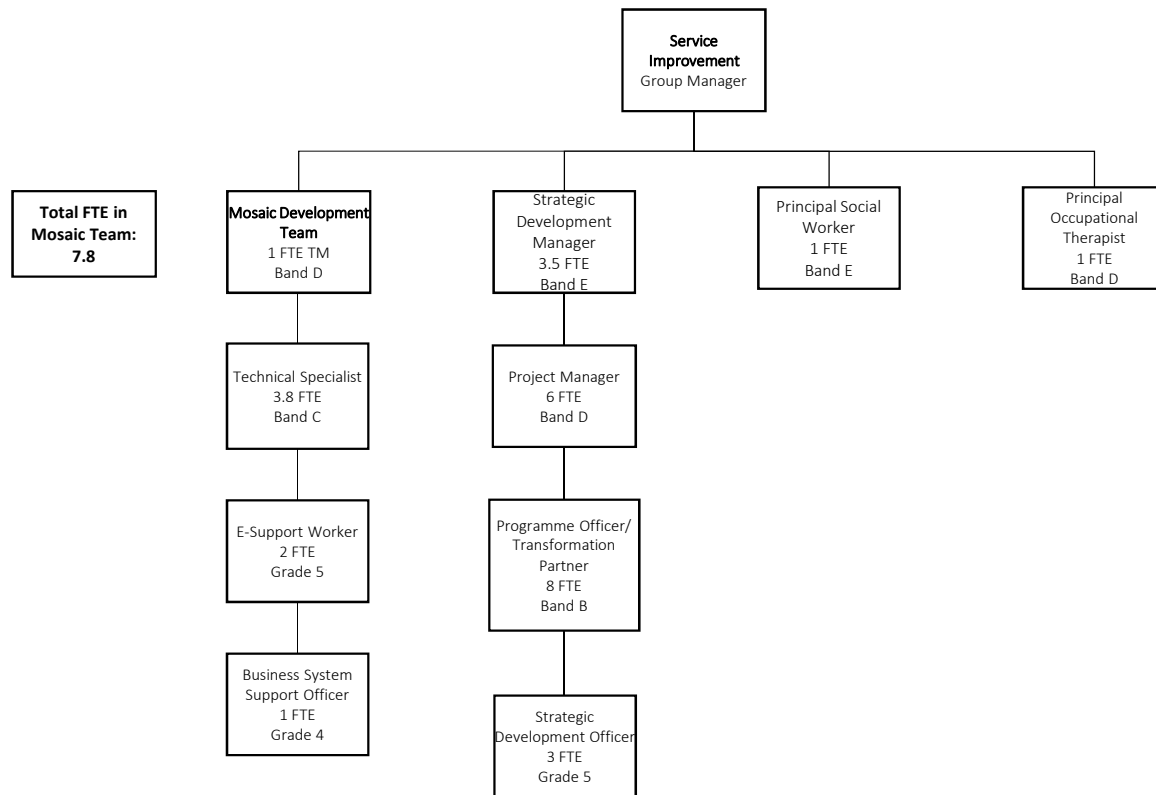 Service
Improvement
Group Manager
Total FTE in
Mosaic Team:
7.8
Mosaic Development
Team
1 FTE TM
Band D
Strategic
Development
Manager
3.5 FTE
Band E
Principal Social
Worker
1 FTE
Band E
Principal
Occupational
Therapist
1 FTE
Band D
Technical Specialist
3.8 FTE
Band C
Project Manager
6 FTE
Band D
E-Support Worker
2 FTE
Grade 5
Programme Officer/
Transformation
Partner
8 FTE
Band B
Business System
Support Officer
1 FTE
Grade 4
Strategic
Development Officer
3 FTE
Grade 5